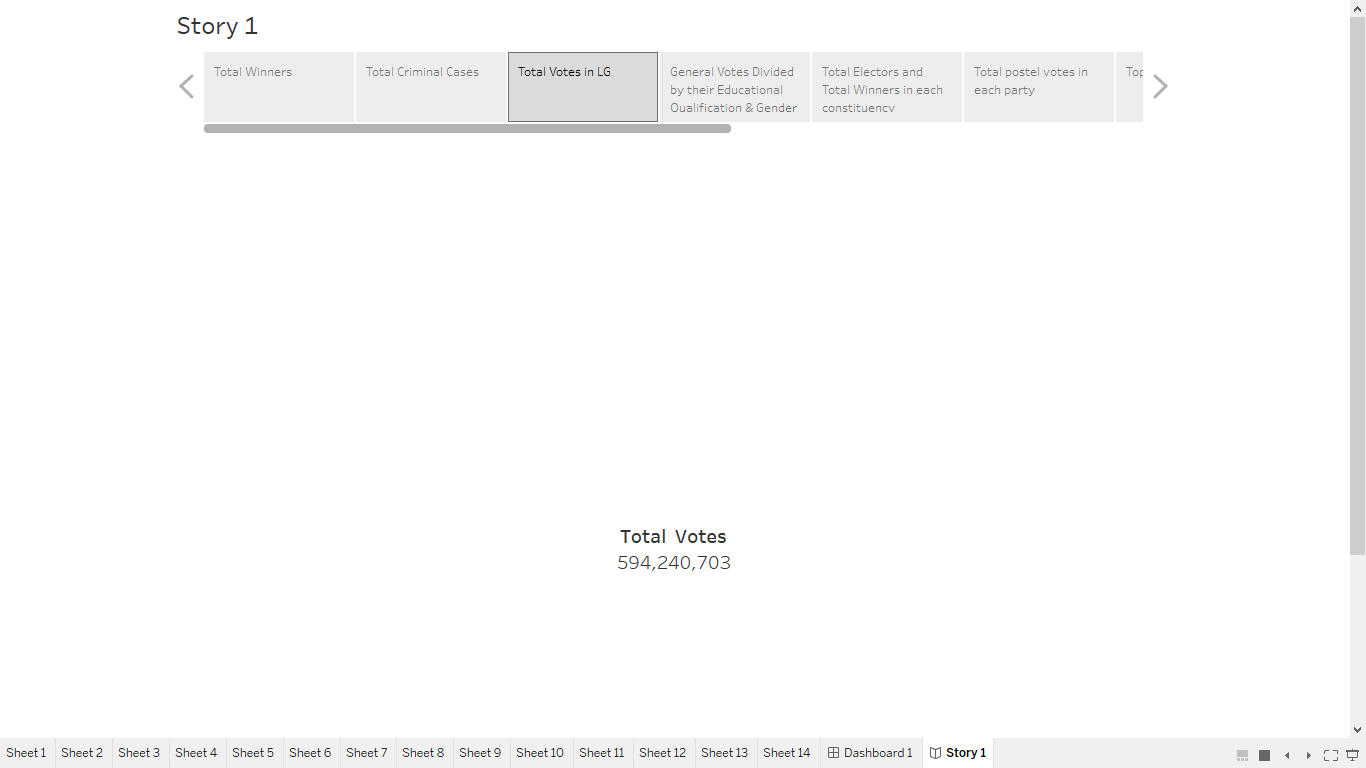 Story 1
Total Winners
Total Criminal Cases
Total Votes in LG
General Votes Divided
by their Educational
Qualification & Gender
Total Electors and
Total Winners in each
constituency
Total postel votes in
each party
Total Votes
594,240,703
Sheet 1
Sheet 2
Sheet 3
Sheet 4
Sheet 5
Sheet 6
Sheet 7
Sheet 8
Sheet 9
Sheet 10
Sheet 11
Sheet 12
Sheet 13
Sheet 14
Dashboard 1
Story 1